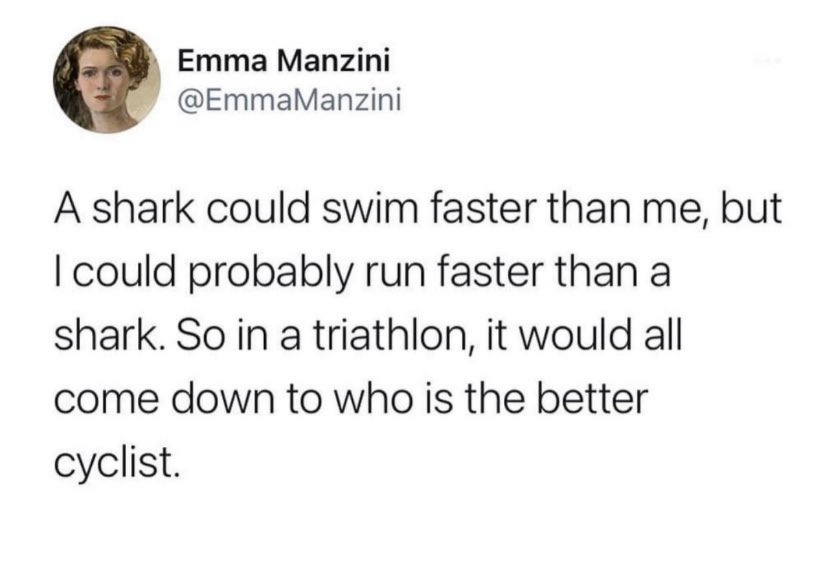 Emma Manzini
@EmmaManzini
A shark could swim faster than me, but
I could probably run faster than a
shark. So in a triathlon, it would all
come down to who is the better
cyclist.